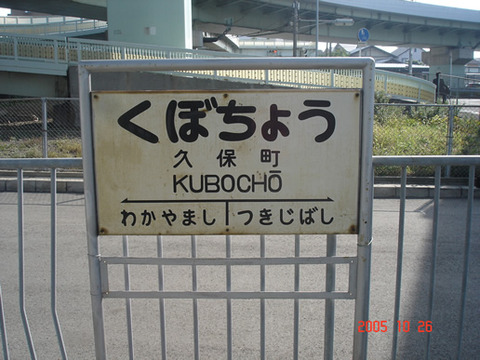 くぼちょう
久保町
KUBOCHŌ
わかやまし つきじばし
2005 10 26